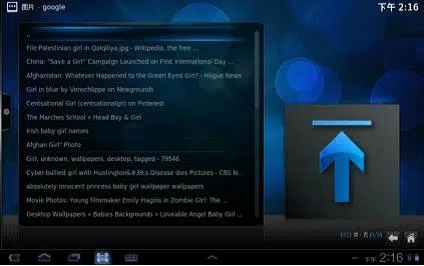 图片 - google
下午 2:16
..
File:Palestinian girl in Qalqiliya.jpg - Wikipedia, the free ...
China: "Save a Girl" Campaign Launched on First International Day ...
Afghanistan: Whatever Happened to the Green Eyed Girl? - Hogue News
Girl in blue by Vonschlippe on Newgrounds
Centsational Girl (centsationalgrl) on Pinterest
The Marches School » Head Boy & Girl
Irish baby girl names
Afghan Girl" Photo
Girl, unknown, wallpapers, desktop, tagged - 79546
Cyber-bullied girl with Huntington&#39;s Disease dies Pictures - CBS N...
absolutely innocent princess baby girl wallpaper wallpapers
Movie Photos: Young filmmaker Emily Hagins in Zombie Girl: The ...
Desktop Wallpapers » Babies Backgrounds » Loveable Angel Baby Girl ...
下午 2:16